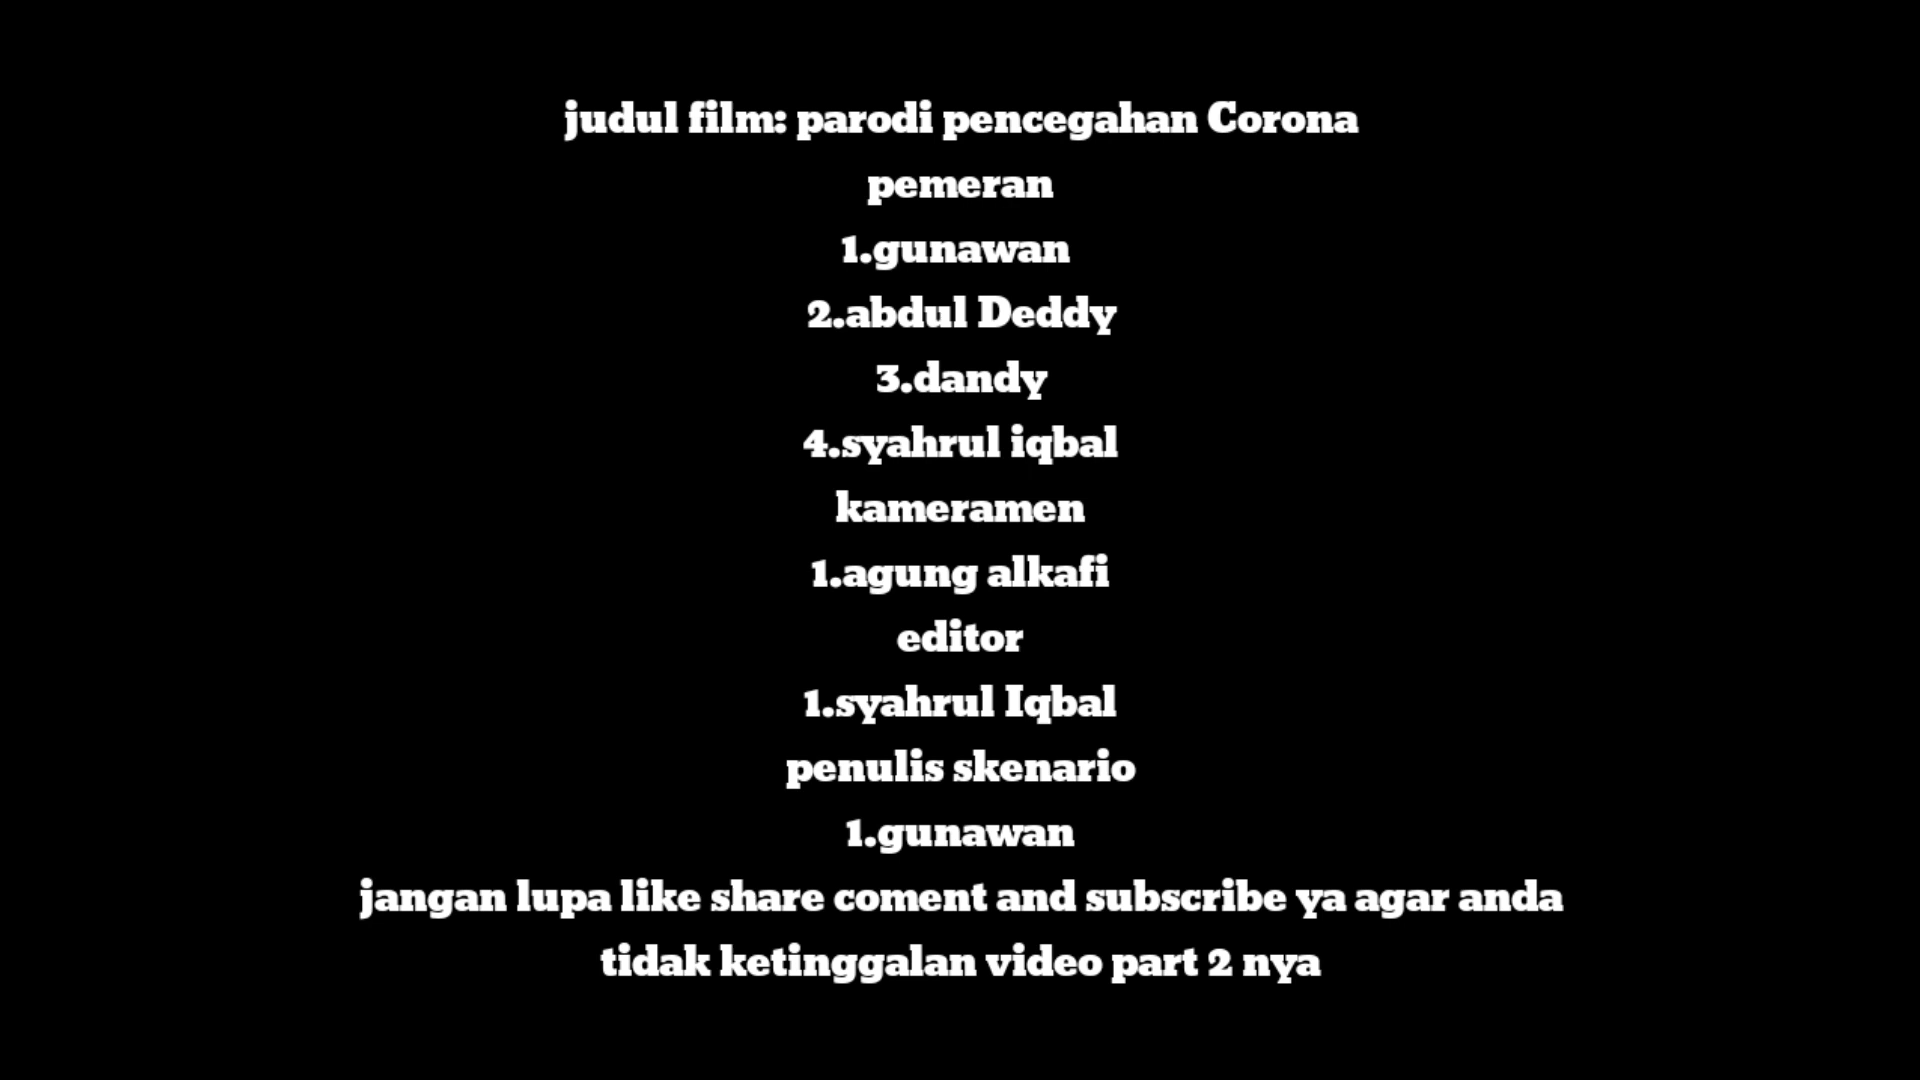 judul film: parodi pencegahan Corona
pemeran
1.gunawan
2.abdul Deddy
3.dandy
4.syahrul iqbal
kameramen
1.agung alkafi
editor
1.syahrul Iqbal
penulis skenario
1.gunawan
jangan lupa like share coment and subscribe ya agar anda
tidak ketinggalan video part 2 nya